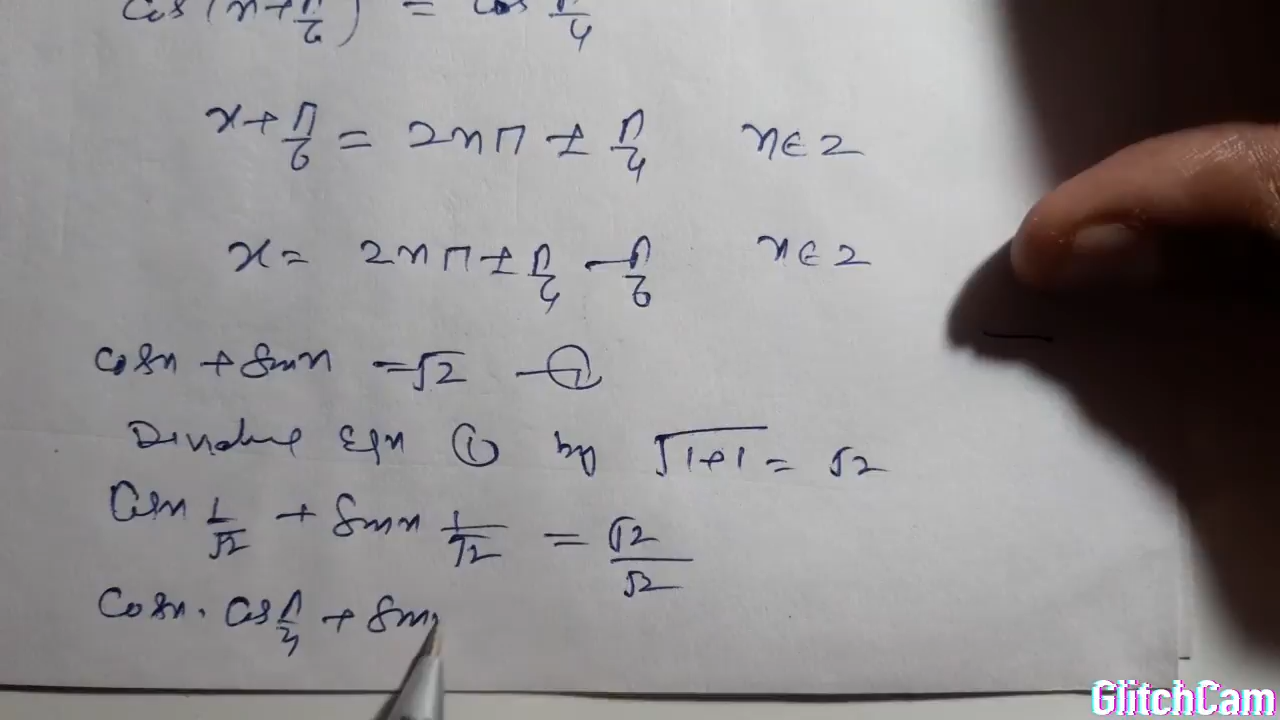 cos(x+π/6) = cos π/4
x+π/6 = 2nπ ± π/4 n∈z
x = 2nπ ± π/4 - π/6 n∈z
cosx + sinx = √2 - ①
Dividing Eqn ① by √1+1 = √2
Cosx 1/√2 + sinx 1/√2 = √2/√2
Cosx. Cos π/4 + sin
GlitchCam